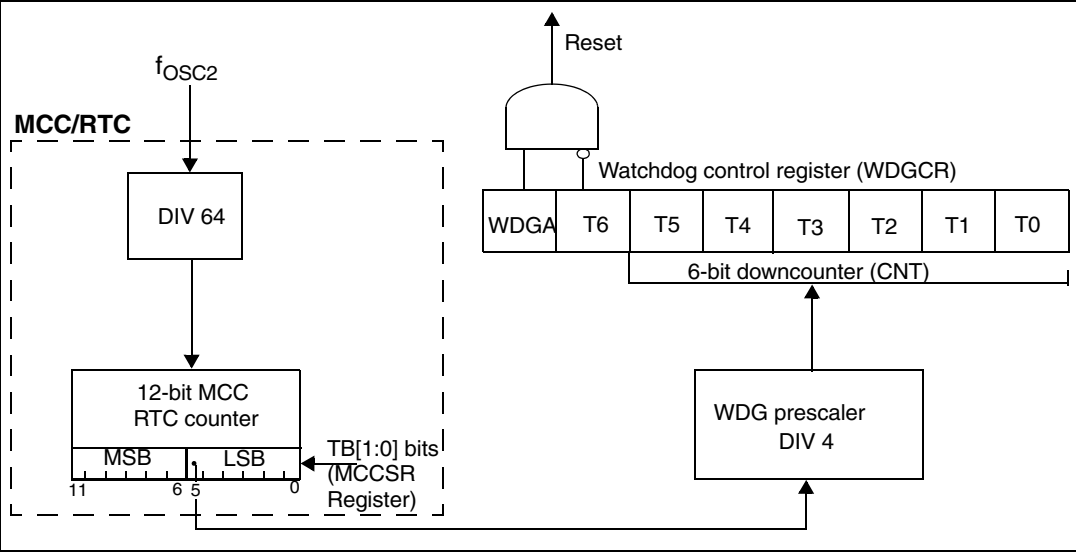 Reset
fOSC2
MCC/RTC
Watchdog control register (WDGCR)
DIV 64
WDGA T6 T5 T4 T3 T2 T1 T0
6-bit downcounter (CNT)
12-bit MCC
RTC counter
WDG prescaler
DIV 4
MSB LSB
TB[1:0] bits
(MCCSR
Register)
11 6 5 0